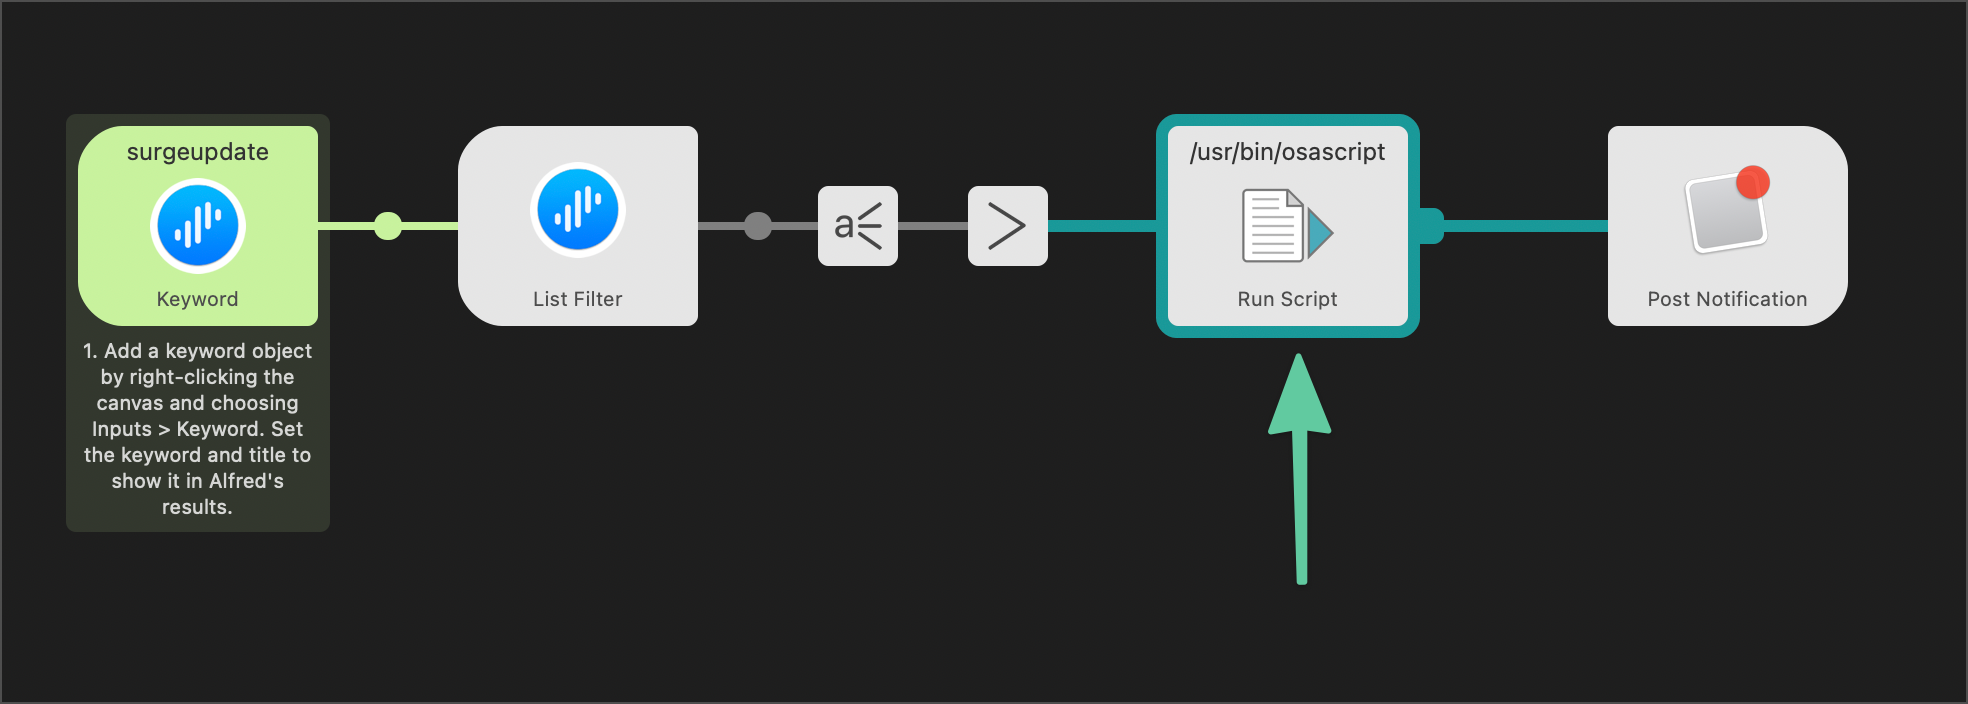 surgeupdate
Keyword
1. Add a keyword object
by right-clicking the
canvas and choosing
Inputs > Keyword. Set
the keyword and title to
show it in Alfred's
results.
List Filter
a
/usr/bin/osascript
Run Script
Post Notification